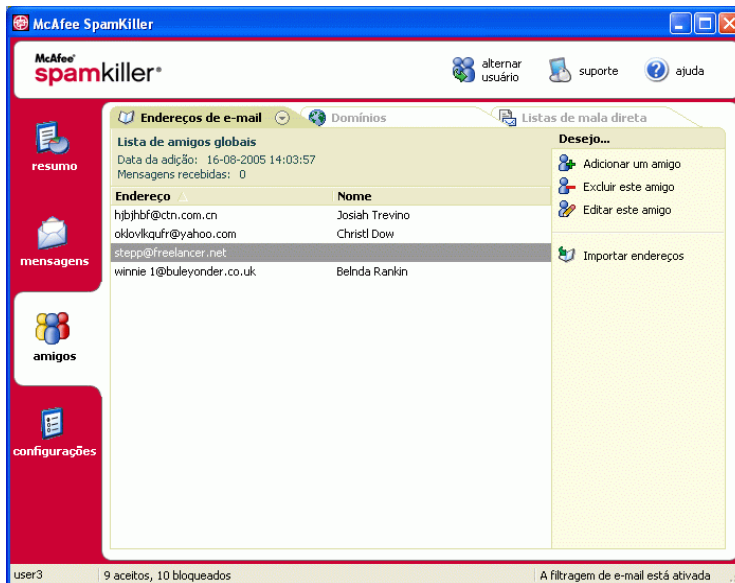 McAfee SpamKiller
McAfee®
spamkiller®
alternar usuário
suporte
ajuda
resumo
mensagens
amigos
configurações
Endereços de e-mail
Domínios
Listas de mala direta
Lista de amigos globais
Data da adição: 16-08-2005 14:03:57
Mensagens recebidas: 0
Endereço
Nome
hjbjhbf@ctn.com.cn
Josiah Trevino
oklovlkqufr@yahoo.com
Christl Dow
stepp@freelancer.net
winnie 1@buleyonder.co.uk
Belnda Rankin
Desejo...
Adicionar um amigo
Excluir este amigo
Editar este amigo
Importar endereços
user3
9 aceitos, 10 bloqueados
A filtragem de e-mail está ativada